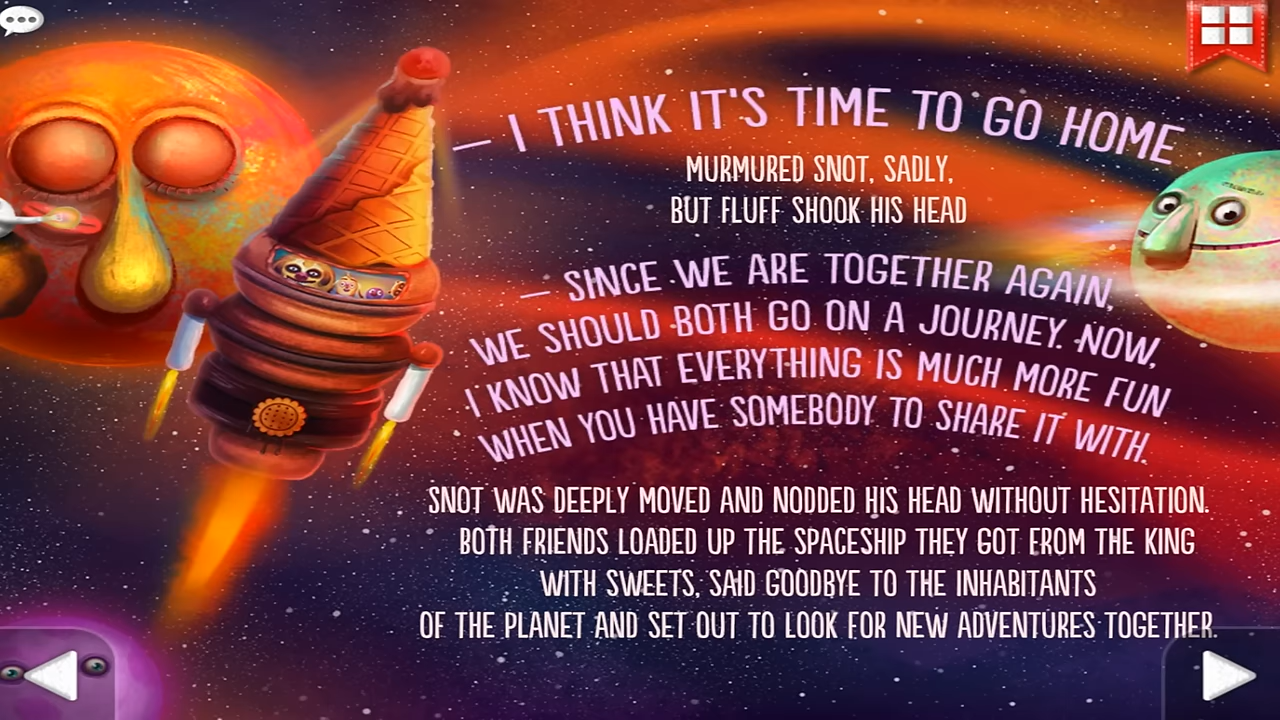 — I THINK IT'S TIME TO GO HOME
MURMURED SNOT, SADLY,
BUT FLUFF SHOOK HIS HEAD
— SINCE WE ARE TOGETHER AGAIN,
WE SHOULD BOTH GO ON A JOURNEY. NOW,
I KNOW THAT EVERYTHING IS MUCH MORE FUN
WHEN YOU HAVE SOMEBODY TO SHARE IT WITH.
SNOT WAS DEEPLY MOVED AND NODDED HIS HEAD WITHOUT HESITATION.
BOTH FRIENDS LOADED UP THE SPACESHIP THEY GOT FROM THE KING
WITH SWEETS, SAID GOODBYE TO THE INHABITANTS
OF THE PLANET AND SET OUT TO LOOK FOR NEW ADVENTURES TOGETHER.